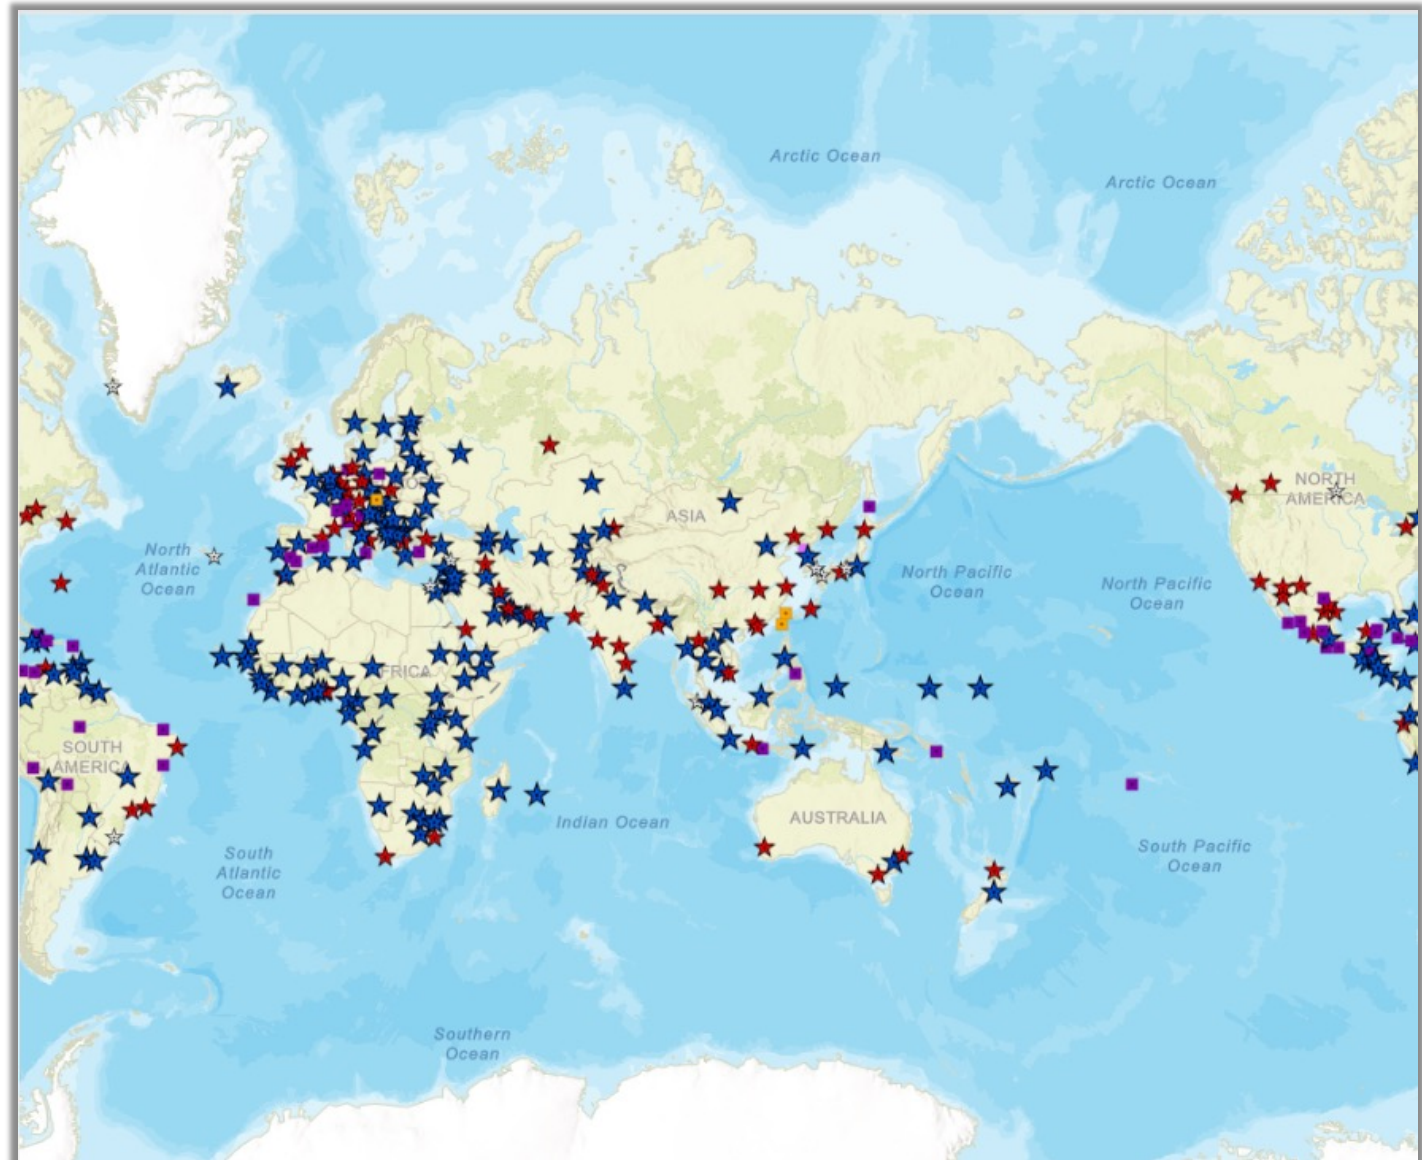 Arctic Ocean
Arctic Ocean
NORTH
AMERICA
ASIA
North
Atlantic
Ocean
North Pacific
Ocean
North Pacific
Ocean
SOUTH
AMERICA
Indian Ocean
AUSTRALIA
South
Atlantic
Ocean
South Pacific
Ocean
Southern
Ocean